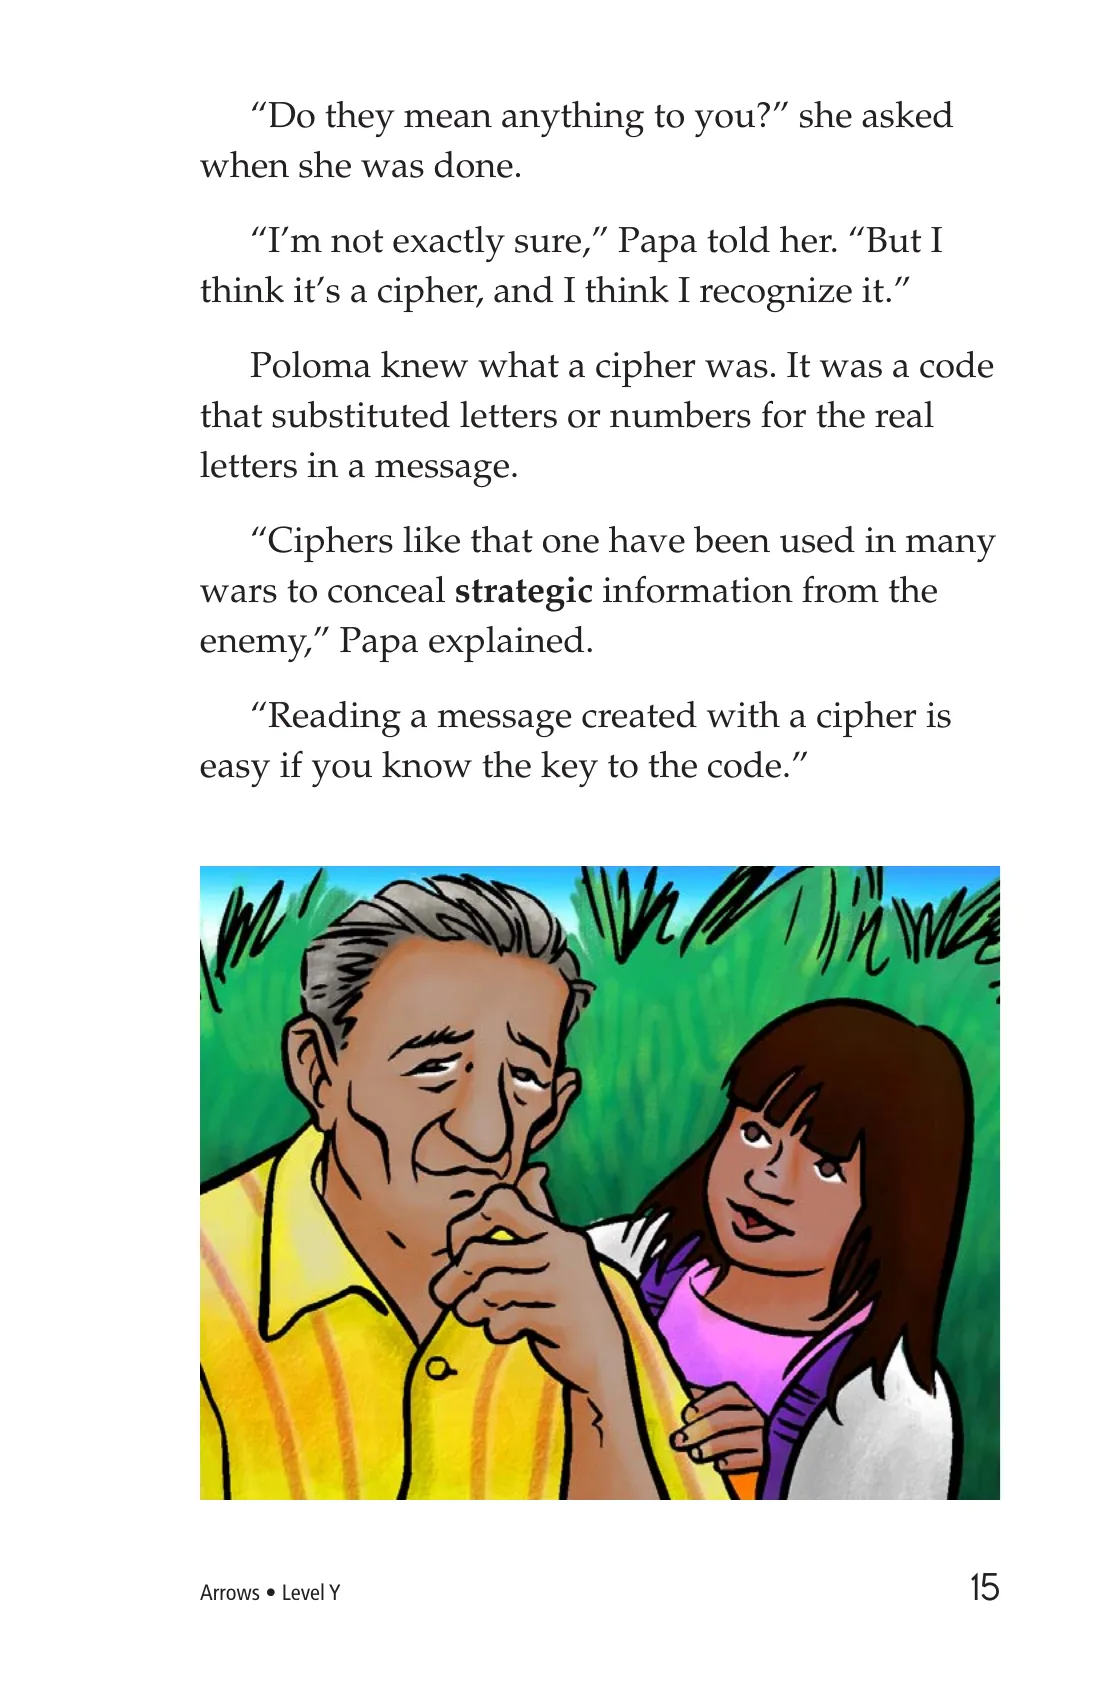 “Do they mean anything to you?” she asked
when she was done.
“I’m not exactly sure,” Papa told her. “But I
think it’s a cipher, and I think I recognize it.”
Poloma knew what a cipher was. It was a code
that substituted letters or numbers for the real
letters in a message.
“Ciphers like that one have been used in many
wars to conceal strategic information from the
enemy,” Papa explained.
“Reading a message created with a cipher is
easy if you know the key to the code.”
Arrows • Level Y
15